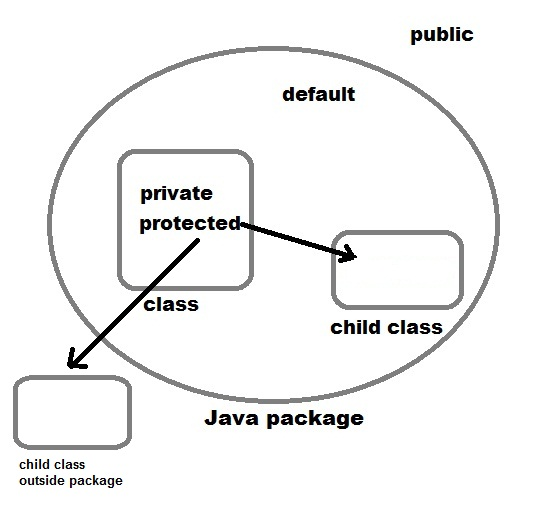 public
default
private
protected
class
child class
Java package
child class
outside package